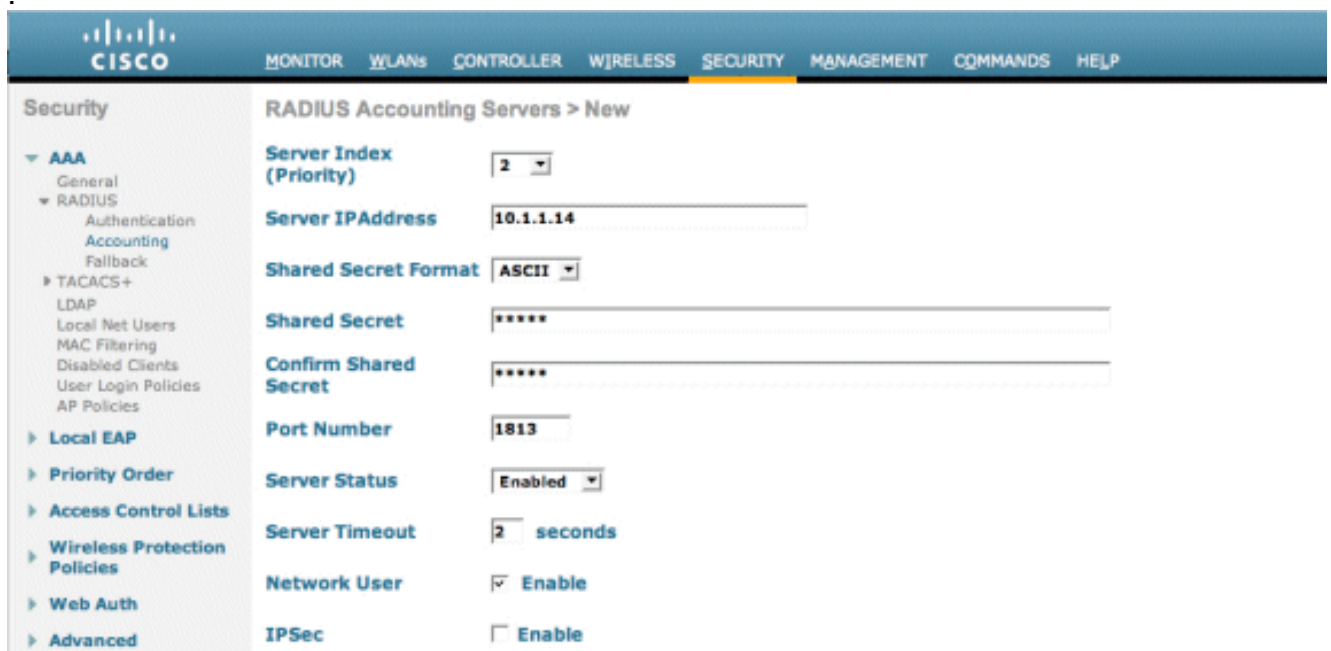 .
CISCO
MONITOR WLANs CONTROLLER WIRELESS SECURITY MANAGEMENT COMMANDS HELP
Security
AAA
General
RADIUS
Authentication
Accounting
Fallback
TACACS+
LDAP
Local Net Users
MAC Filtering
Disabled Clients
User Login Policies
AP Policies
Local EAP
Priority Order
Access Control Lists
Wireless Protection
Policies
Web Auth
Advanced
RADIUS Accounting Servers > New
Server Index
(Priority) 2
Server IPAddress 10.1.1.14
Shared Secret Format ASCII
Shared Secret *****
Confirm Shared
Secret *****
Port Number 1813
Server Status Enabled
Server Timeout 2 seconds
Network User Enable
IPSec Enable